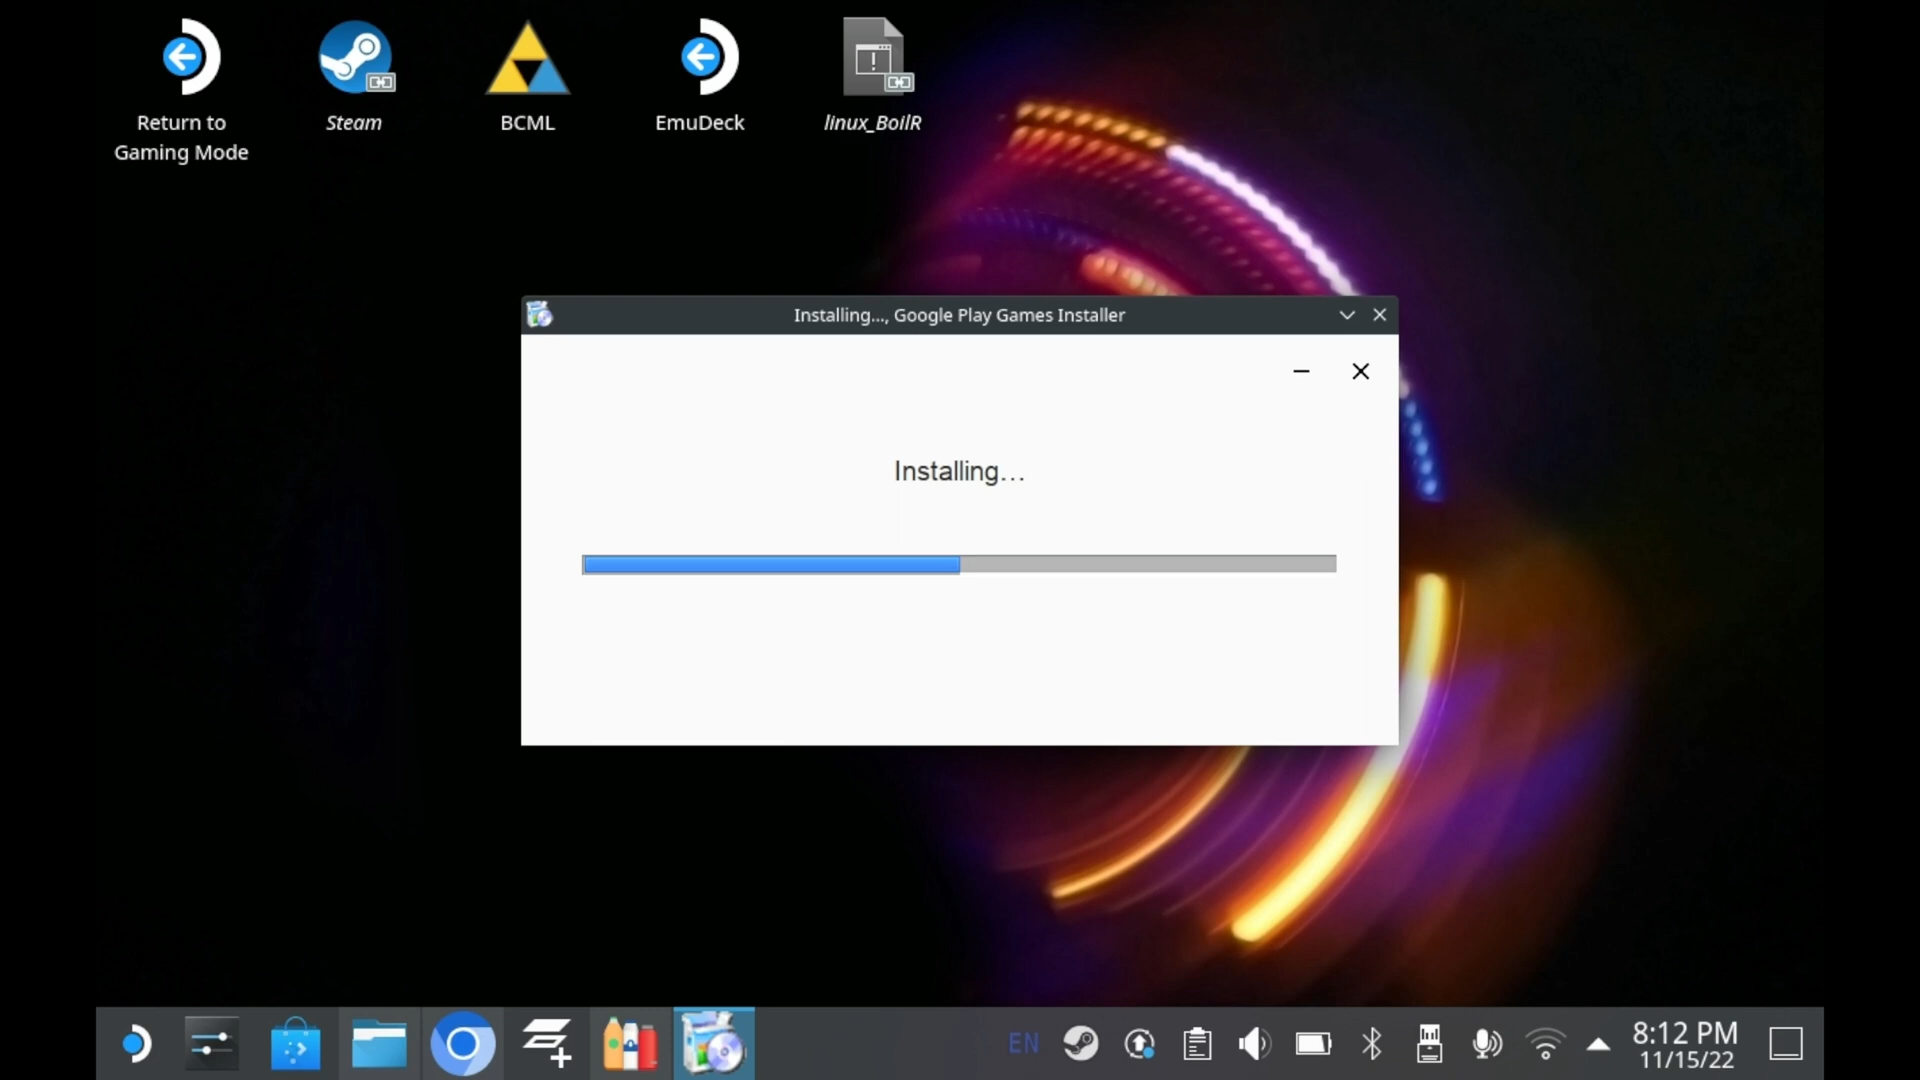 Return to
Gaming Mode
Steam
BCML
EmuDeck
linux_BoilR
Installing..., Google Play Games Installer
Installing...
EN
8:12 PM
11/15/22